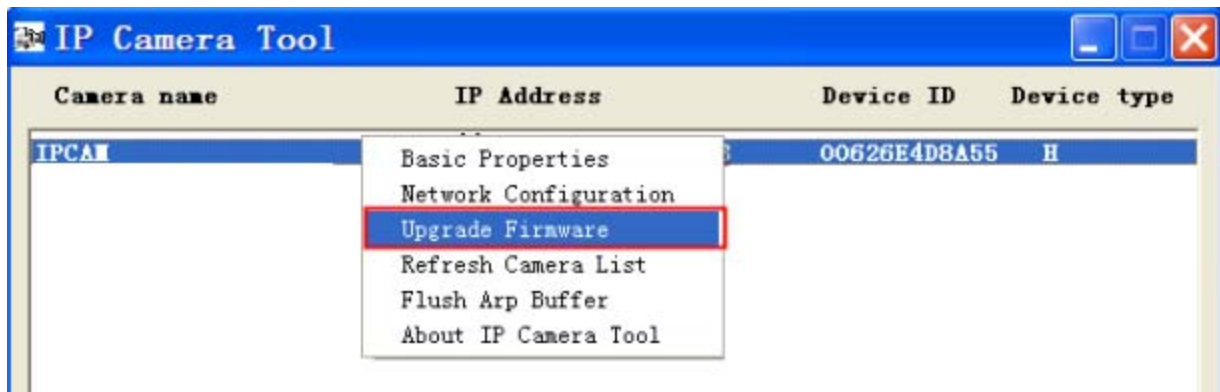 IP Camera Tool
Camera name IP Address Device ID Device type
IPCAM 00626E4D8A55 H
Basic Properties
Network Configuration
Upgrade Firmware
Refresh Camera List
Flush Arp Buffer
About IP Camera Tool